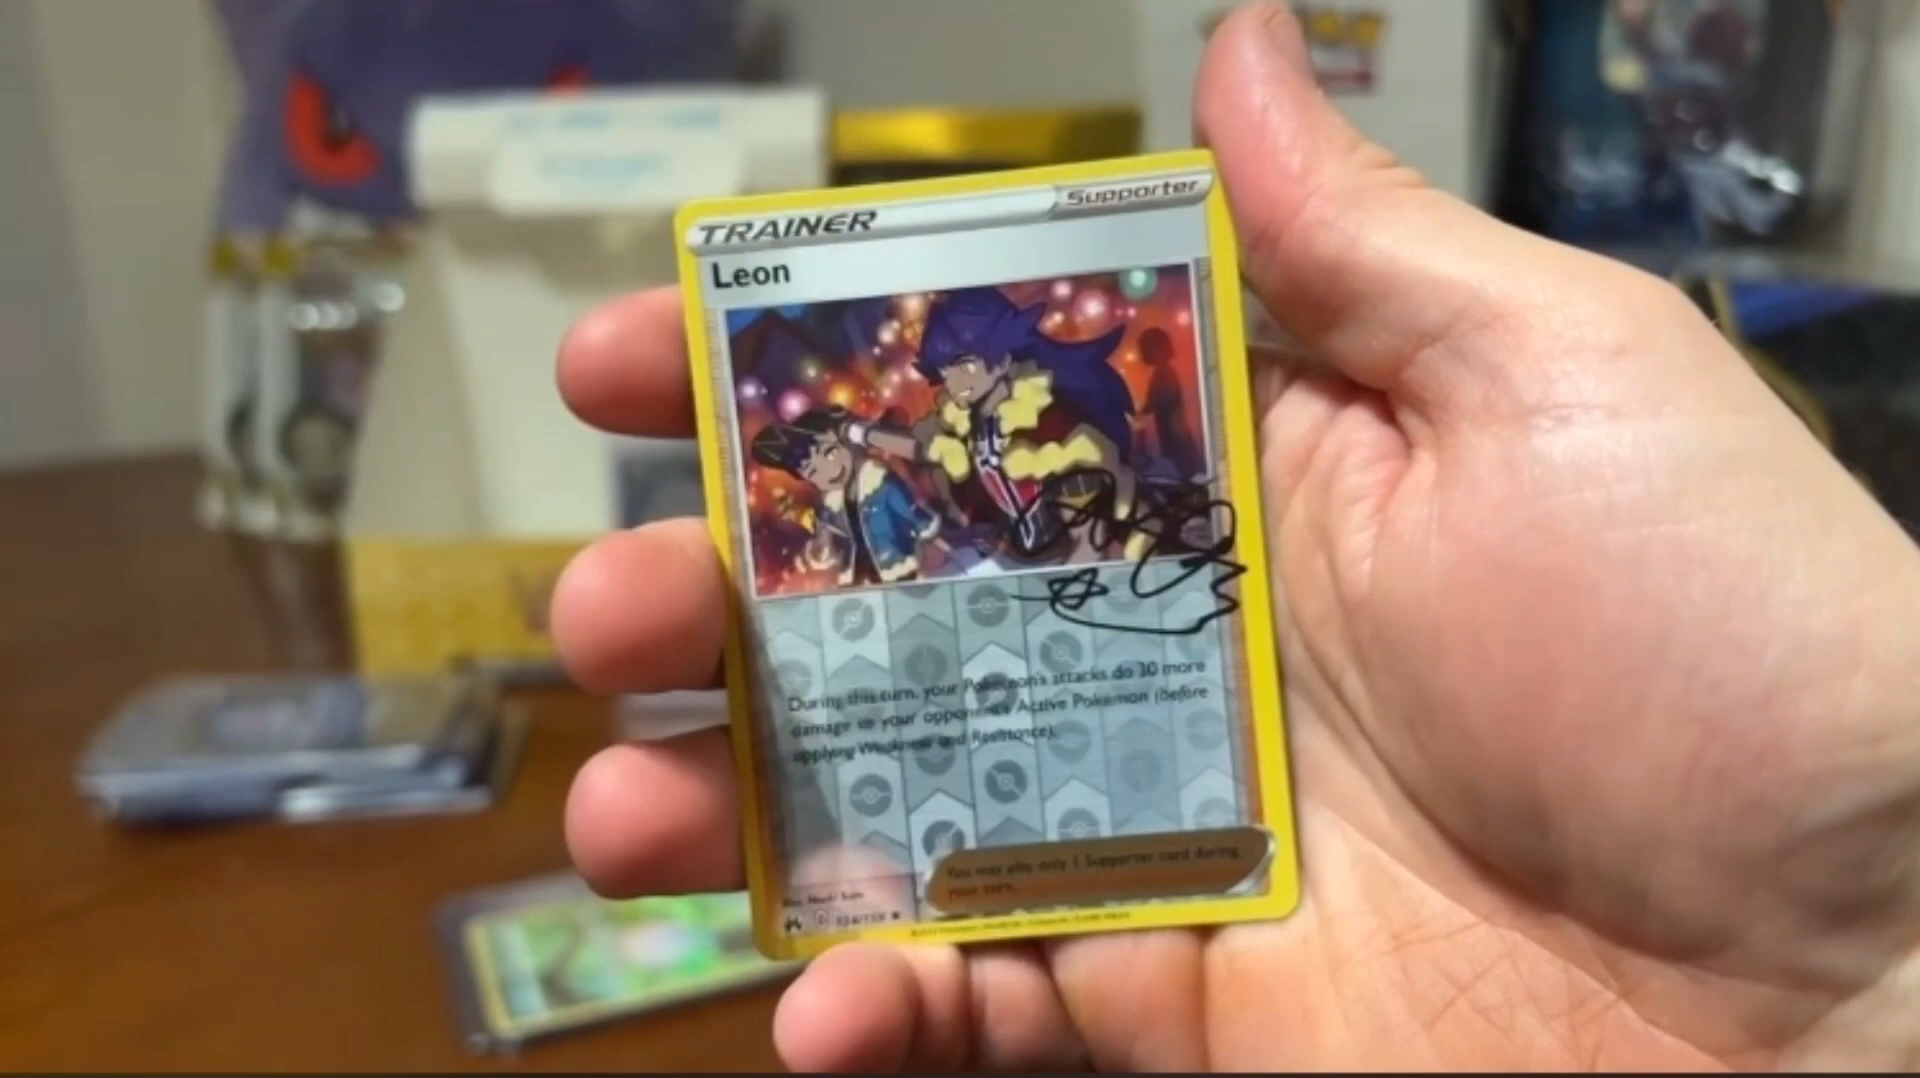 TRAINER
Supporter
Leon
During this turn, your Pokémon's attacks do 30 more
damage to your opponent's Active Pokémon (before
applying Weakness and Resistance).
You may play only 1 Supporter card during
your turn.